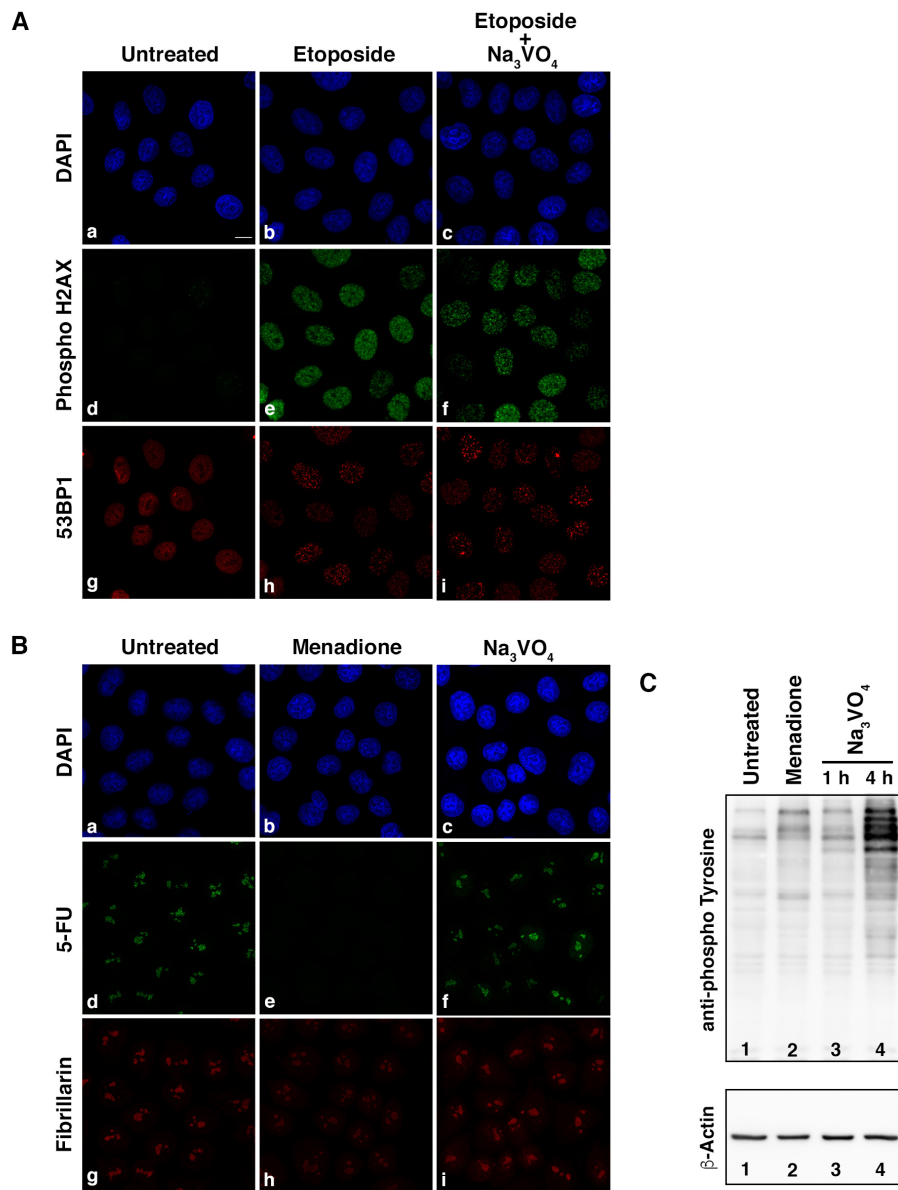 A
Untreated
Etoposide
Etoposide
+
Na₃VO₄
DAPI
a
b
c
Phospho H2AX
d
e
f
53BP1
g
h
i
B
Untreated
Menadione
Na₃VO₄
DAPI
a
b
c
5-FU
d
e
f
Fibrillarin
g
h
i
C
Untreated
Menadione
Na₃VO₄
1 h
4 h
anti-phospho Tyrosine
1
2
3
4
β-Actin
1
2
3
4